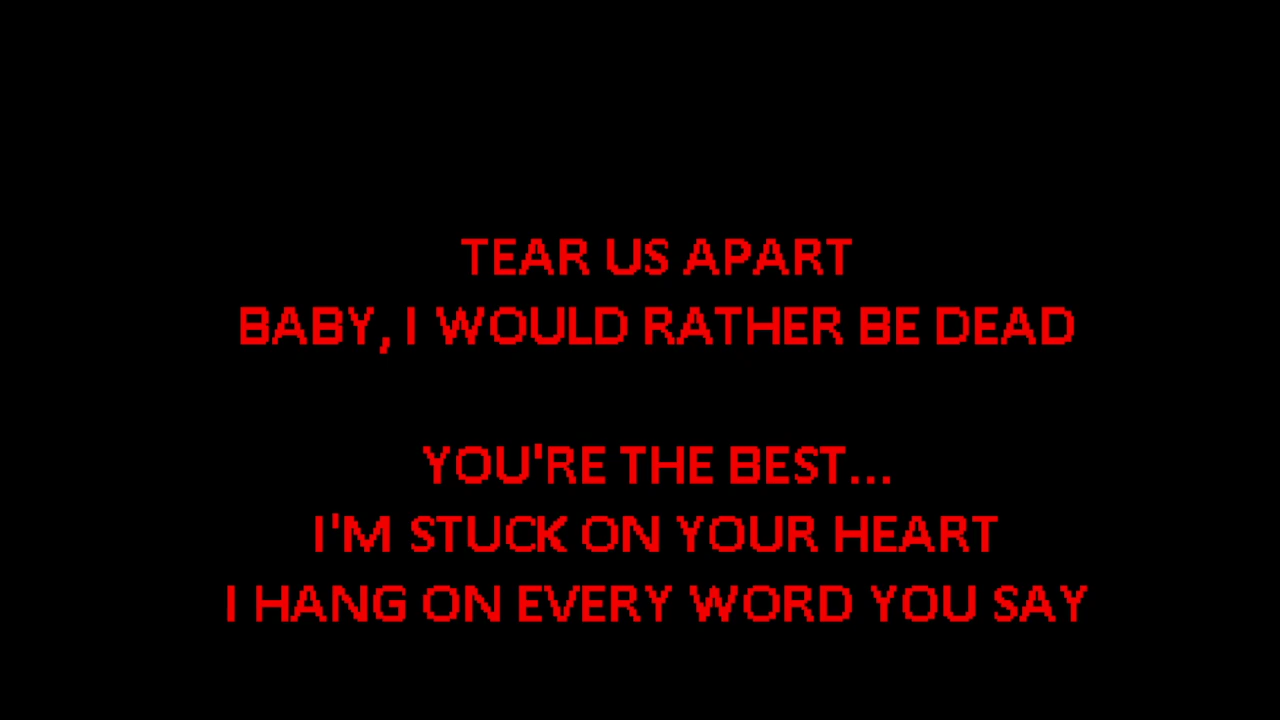 TEAR US APART
BABY, I WOULD RATHER BE DEAD
YOU'RE THE BEST...
I'M STUCK ON YOUR HEART
I HANG ON EVERY WORD YOU SAY